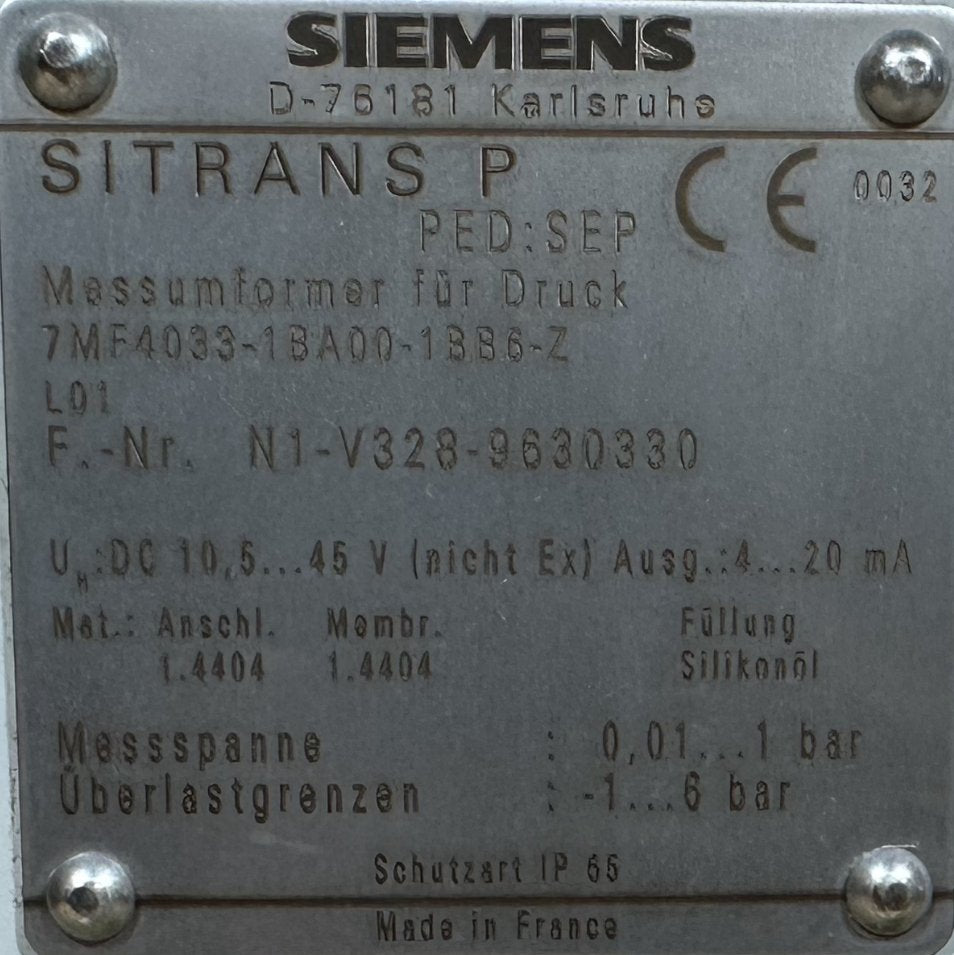 SIEMENS
D-76181 Karlsruhe
SITRANS P CE 0032
PED:SEP
Messumformer für Druck
7MF4033-1BA00-1BB6-Z
L01
F.-Nr. N1-V328-9630330
UH:DC 10,5...45 V (nicht Ex) Ausg.:4...20 mA
Mat.: Anschl. Membr. Füllung
1.4404 1.4404 Silikonöl
Messspanne : 0,01...1 bar
Überlastgrenzen : -1...6 bar
Schutzart IP 65
Made in France